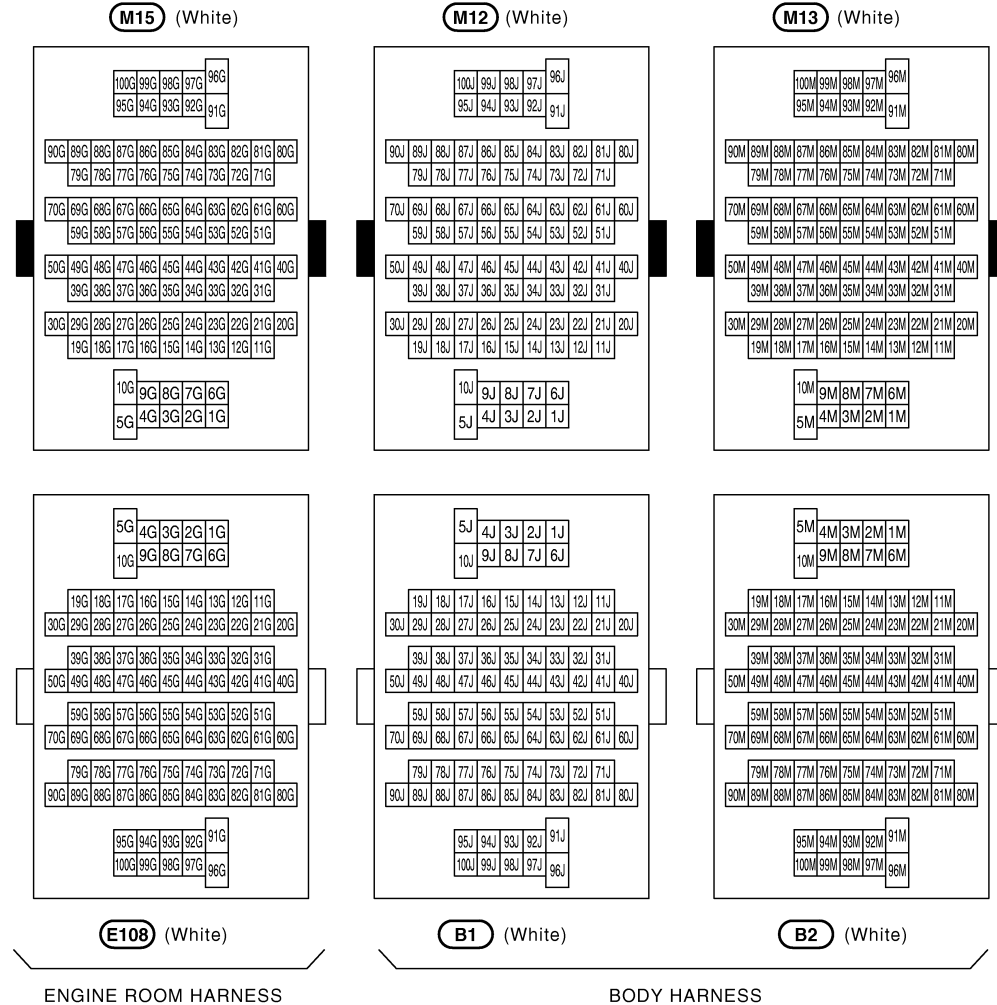 M15 (White) M12 (White) M13 (White)
96G 96J 96M
100G 99G 98G 97G 100J 99J 98J 97J 100M 99M 98M 97M
95G 94G 93G 92G 91G 95J 94J 93J 92J 91J 95M 94M 93M 92M 91M
90G 89G 88G 87G 86G 85G 84G 83G 82G 81G 80G 90J 89J 88J 87J 86J 85J 84J 83J 82J 81J 80J 90M 89M 88M 87M 86M 85M 84M 83M 82M 81M 80M
79G 78G 77G 76G 75G 74G 73G 72G 71G 79J 78J 77J 76J 75J 74J 73J 72J 71J 79M 78M 77M 76M 75M 74M 73M 72M 71M
70G 69G 68G 67G 66G 65G 64G 63G 62G 61G 60G 70J 69J 68J 67J 66J 65J 64J 63J 62J 61J 60J 70M 69M 68M 67M 66M 65M 64M 63M 62M 61M 60M
59G 58G 57G 56G 55G 54G 53G 52G 51G 59J 58J 57J 56J 55J 54J 53J 52J 51J 59M 58M 57M 56M 55M 54M 53M 52M 51M
50G 49G 48G 47G 46G 45G 44G 43G 42G 41G 40G 50J 49J 48J 47J 46J 45J 44J 43J 42J 41J 40J 50M 49M 48M 47M 46M 45M 44M 43M 42M 41M 40M
39G 38G 37G 36G 35G 34G 33G 32G 31G 39J 38J 37J 36J 35J 34J 33J 32J 31J 39M 38M 37M 36M 35M 34M 33M 32M 31M
30G 29G 28G 27G 26G 25G 24G 23G 22G 21G 20G 30J 29J 28J 27J 26J 25J 24J 23J 22J 21J 20J 30M 29M 28M 27M 26M 25M 24M 23M 22M 21M 20M
19G 18G 17G 16G 15G 14G 13G 12G 11G 19J 18J 17J 16J 15J 14J 13J 12J 11J 19M 18M 17M 16M 15M 14M 13M 12M 11M
10G 9G 8G 7G 6G 10J 9J 8J 7J 6J 10M 9M 8M 7M 6M
5G 4G 3G 2G 1G 5J 4J 3J 2J 1J 5M 4M 3M 2M 1M
5G 4G 3G 2G 1G 5J 4J 3J 2J 1J 5M 4M 3M 2M 1M
10G 9G 8G 7G 6G 10J 9J 8J 7J 6J 10M 9M 8M 7M 6M
19G 18G 17G 16G 15G 14G 13G 12G 11G 19J 18J 17J 16J 15J 14J 13J 12J 11J 19M 18M 17M 16M 15M 14M 13M 12M 11M
30G 29G 28G 27G 26G 25G 24G 23G 22G 21G 20G 30J 29J 28J 27J 26J 25J 24J 23J 22J 21J 20J 30M 29M 28M 27M 26M 25M 24M 23M 22M 21M 20M
39G 38G 37G 36G 35G 34G 33G 32G 31G 39J 38J 37J 36J 35J 34J 33J 32J 31J 39M 38M 37M 36M 35M 34M 33M 32M 31M
50G 49G 48G 47G 46G 45G 44G 43G 42G 41G 40G 50J 49J 48J 47J 46J 45J 44J 43J 42J 41J 40J 50M 49M 48M 47M 46M 45M 44M 43M 42M 41M 40M
59G 58G 57G 56G 55G 54G 53G 52G 51G 59J 58J 57J 56J 55J 54J 53J 52J 51J 59M 58M 57M 56M 55M 54M 53M 52M 51M
70G 69G 68G 67G 66G 65G 64G 63G 62G 61G 60G 70J 69J 68J 67J 66J 65J 64J 63J 62J 61J 60J 70M 69M 68M 67M 66M 65M 64M 63M 62M 61M 60M
79G 78G 77G 76G 75G 74G 73G 72G 71G 79J 78J 77J 76J 75J 74J 73J 72J 71J 79M 78M 77M 76M 75M 74M 73M 72M 71M
90G 89G 88G 87G 86G 85G 84G 83G 82G 81G 80G 90J 89J 88J 87J 86J 85J 84J 83J 82J 81J 80J 90M 89M 88M 87M 86M 85M 84M 83M 82M 81M 80M
95G 94G 93G 92G 91G 95J 94J 93J 92J 91J 95M 94M 93M 92M 91M
100G 99G 98G 97G 96G 100J 99J 98J 97J 96J 100M 99M 98M 97M 96M
E108 (White) B1 (White) B2 (White)
ENGINE ROOM HARNESS BODY HARNESS